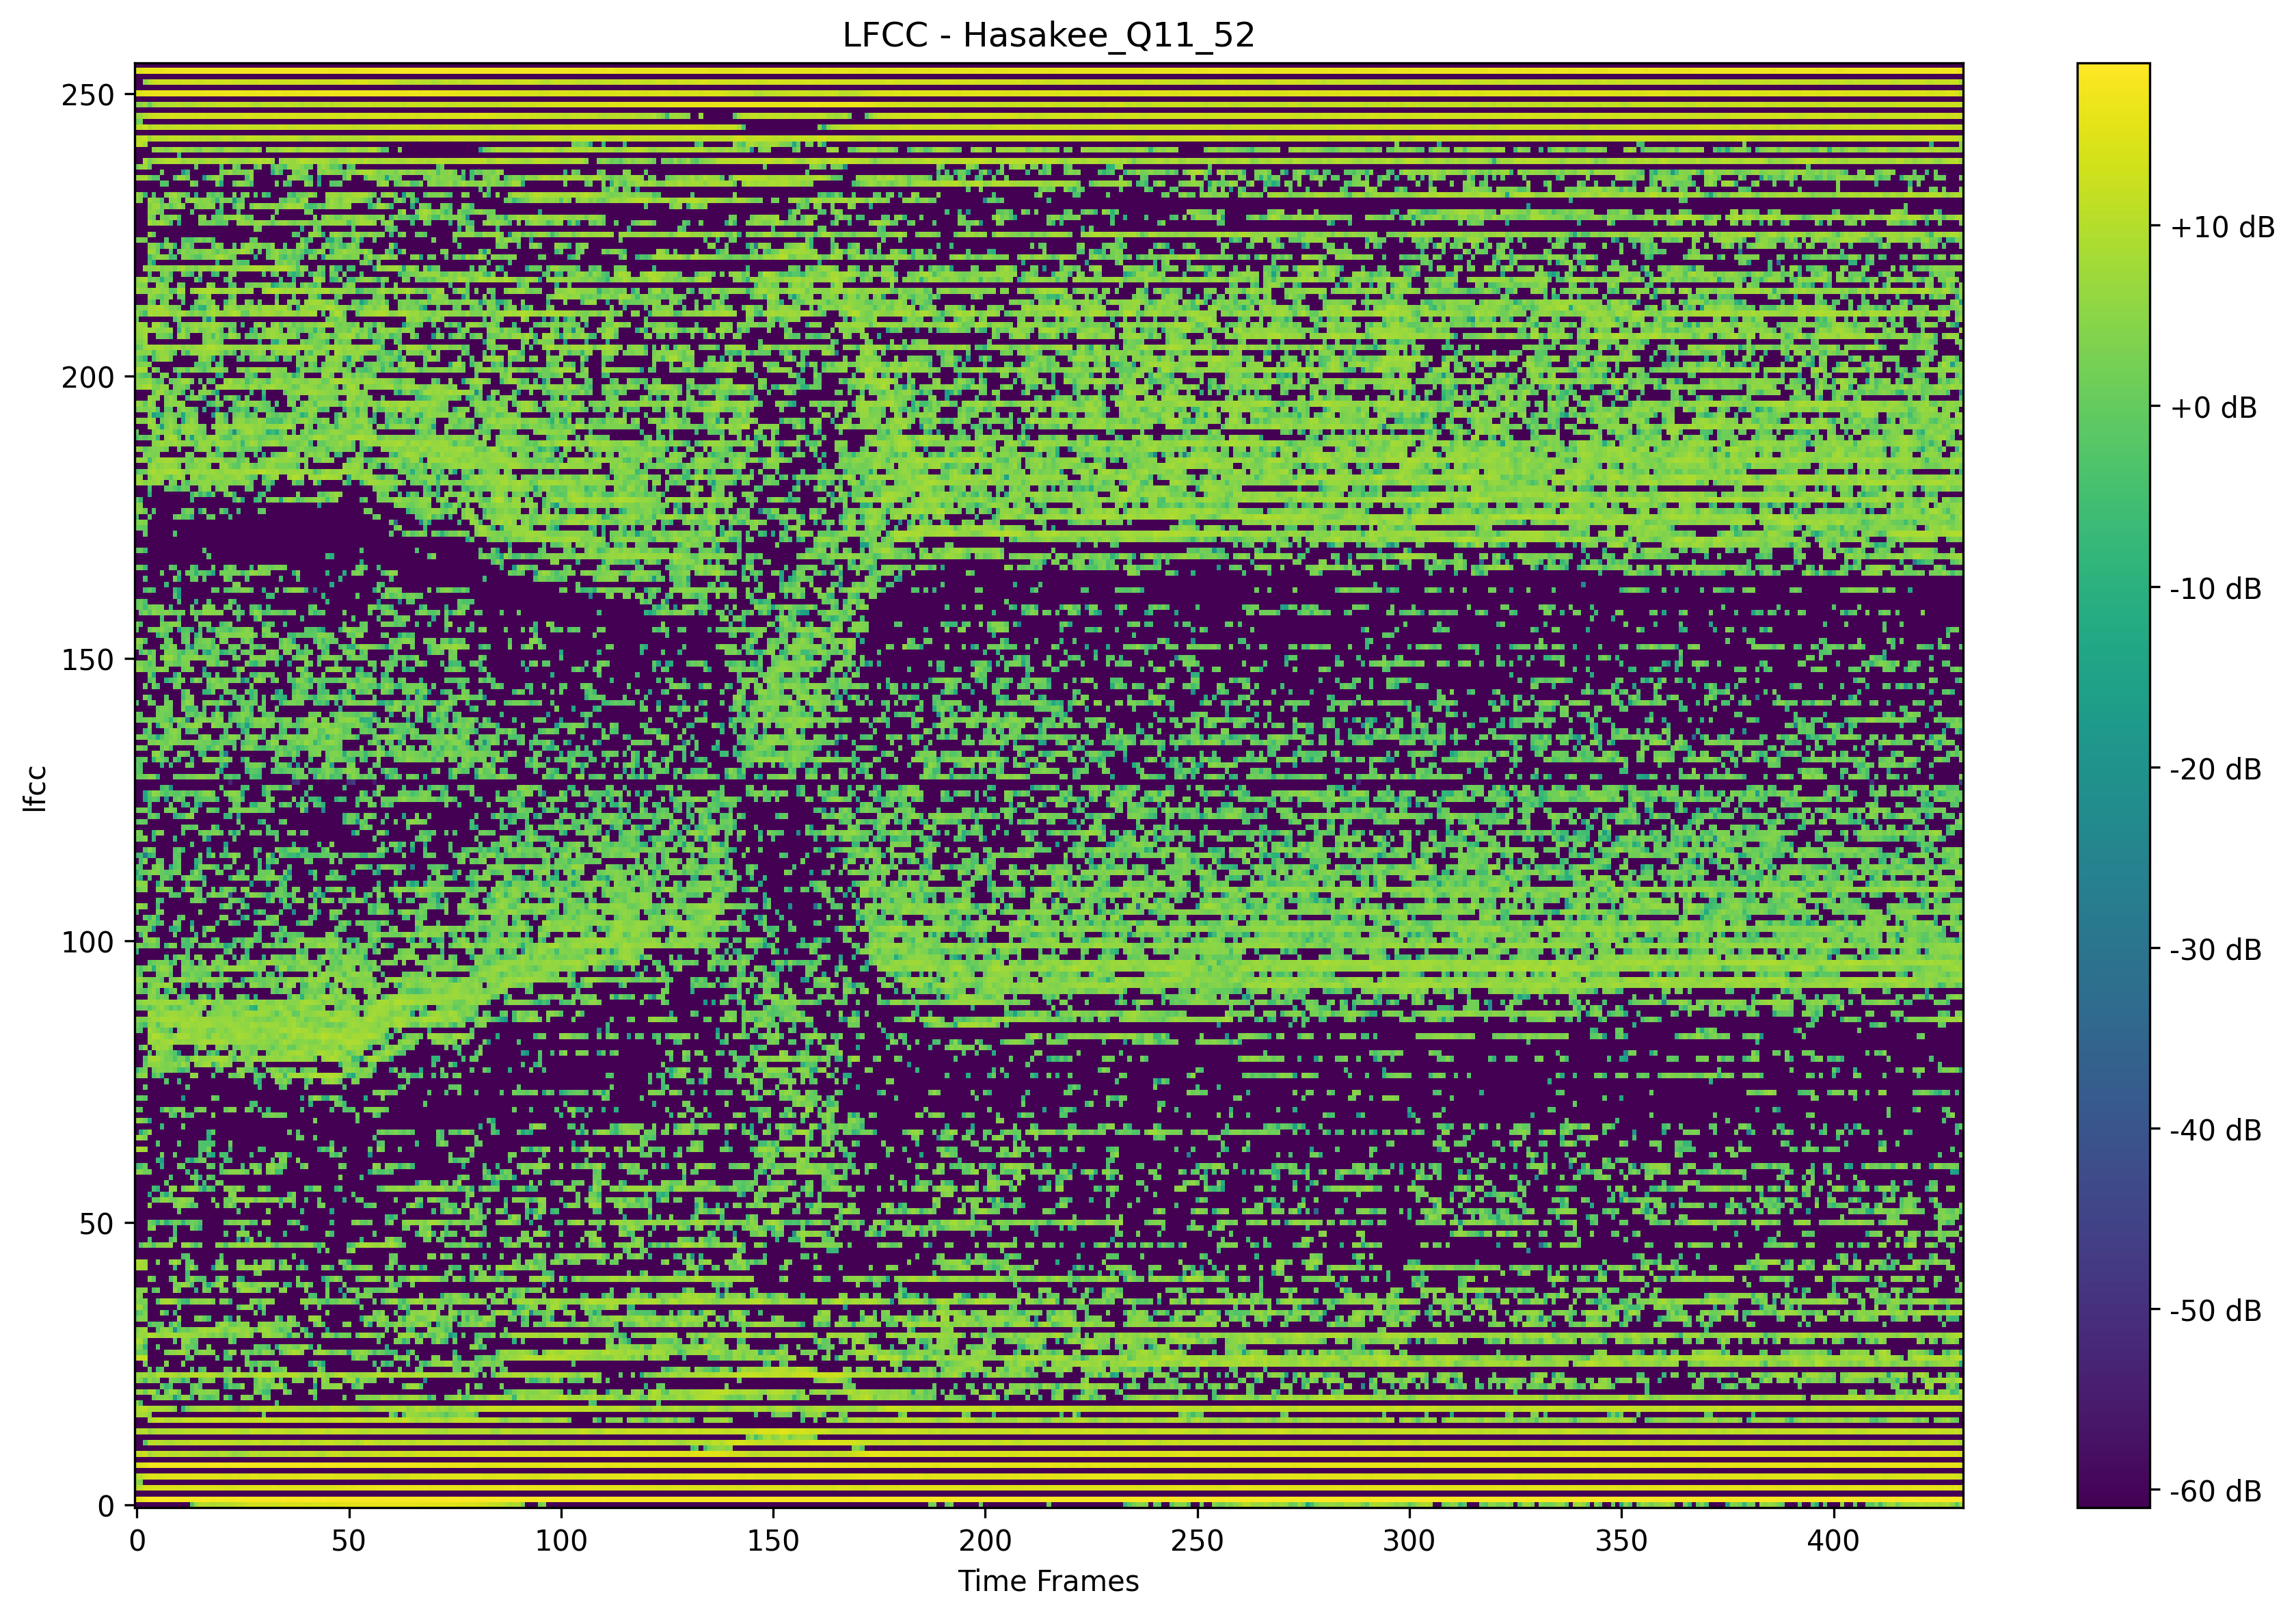 LFCC - Hasakee_Q11_52
250
200
150
100
50
0
lfcc
0 50 100 150 200 250 300 350 400
Time Frames
+10 dB
+0 dB
-10 dB
-20 dB
-30 dB
-40 dB
-50 dB
-60 dB